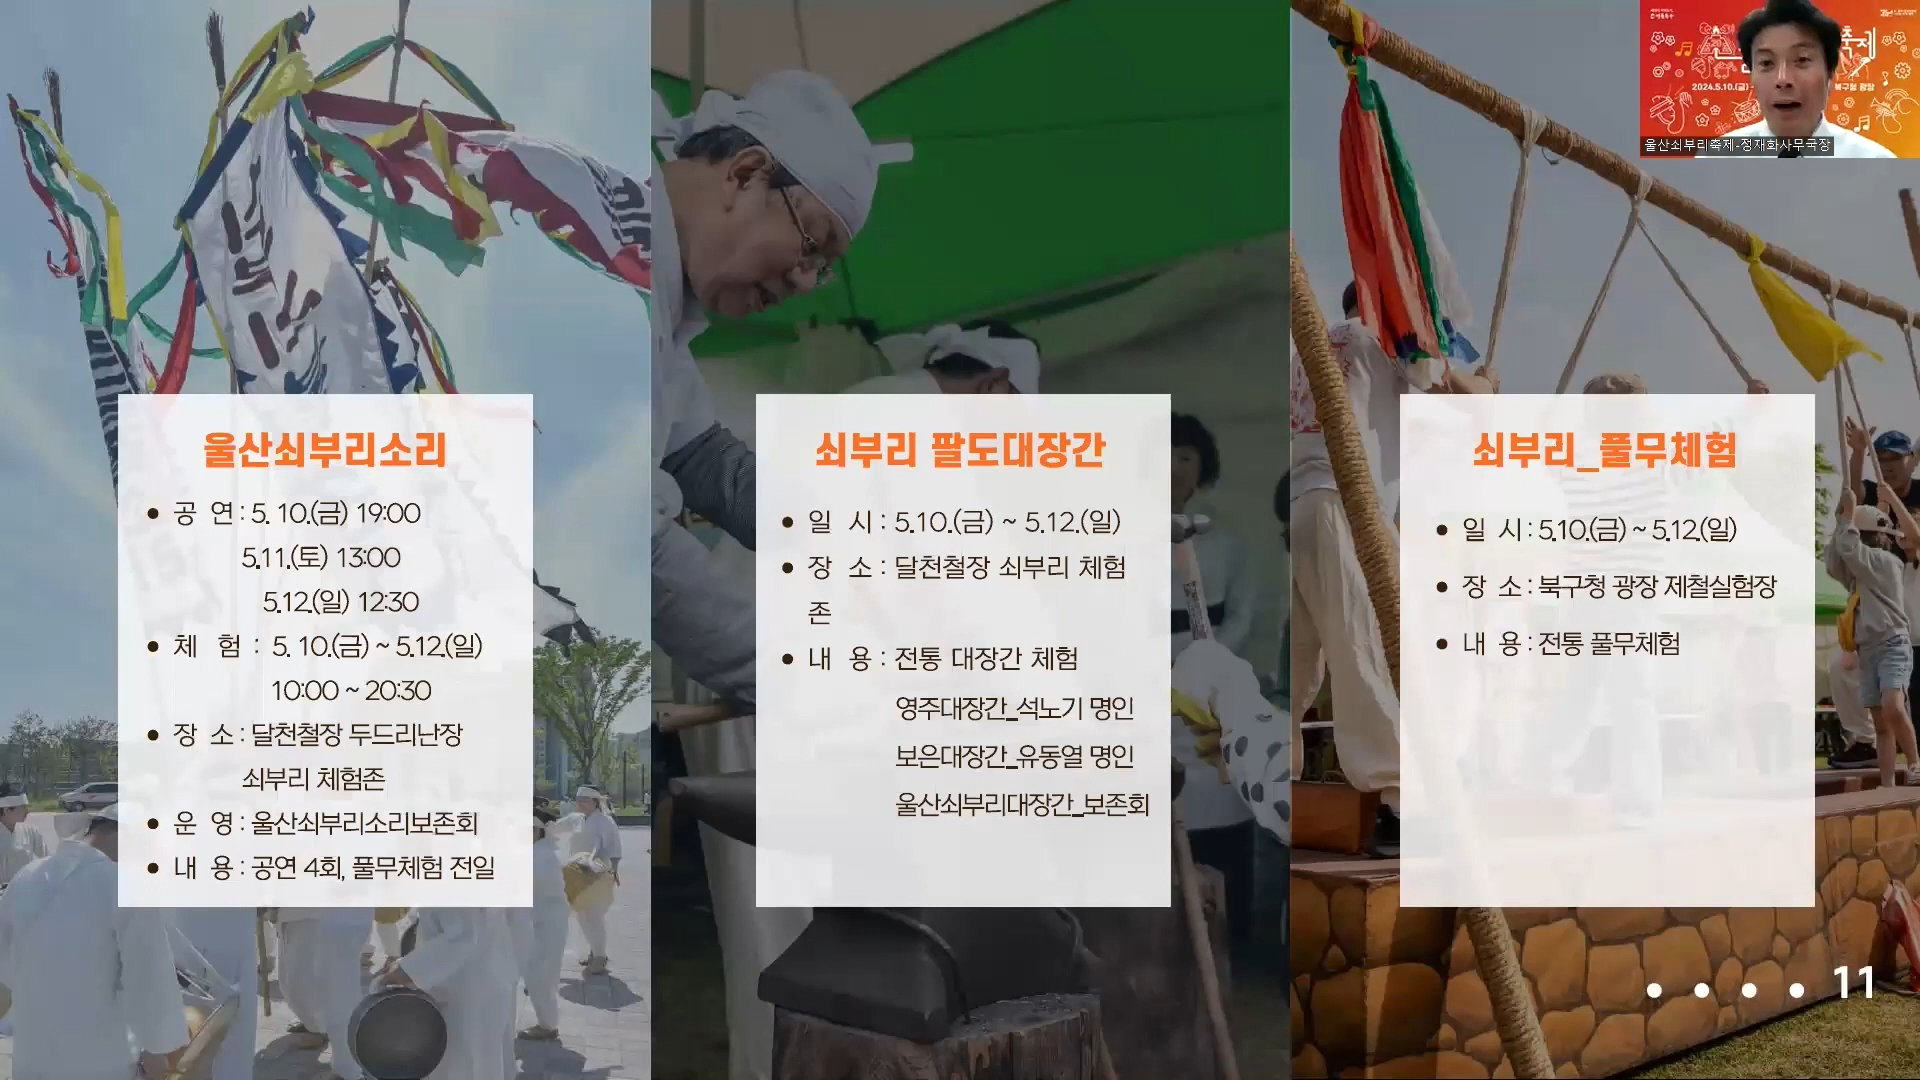 울산쇠부리소리
• 공 연 : 5. 10.(금) 19:00
5.11.(토) 13:00
5.12.(일) 12:30
• 체 험 : 5. 10.(금) ~ 5.12.(일)
10:00 ~ 20:30
• 장 소 : 달천철장 두드리난장
쇠부리 체험존
• 운 영 : 울산쇠부리소리보존회
• 내 용 : 공연 4회, 풀무체험 전일
쇠부리 팔도대장간
• 일 시 : 5.10.(금) ~ 5.12.(일)
• 장 소 : 달천철장 쇠부리 체험
존
• 내 용 : 전통 대장간 체험
영주대장간_석노기 명인
보은대장간_유동열 명인
울산쇠부리대장간_보존회
쇠부리_풀무체험
• 일 시 : 5.10.(금) ~ 5.12.(일)
• 장 소 : 북구청 광장 제철실험장
• 내 용 : 전통 풀무체험
축제
2024.5.10.(금) -
북구청 광장
울산쇠부리축제-정재화사무국장
11